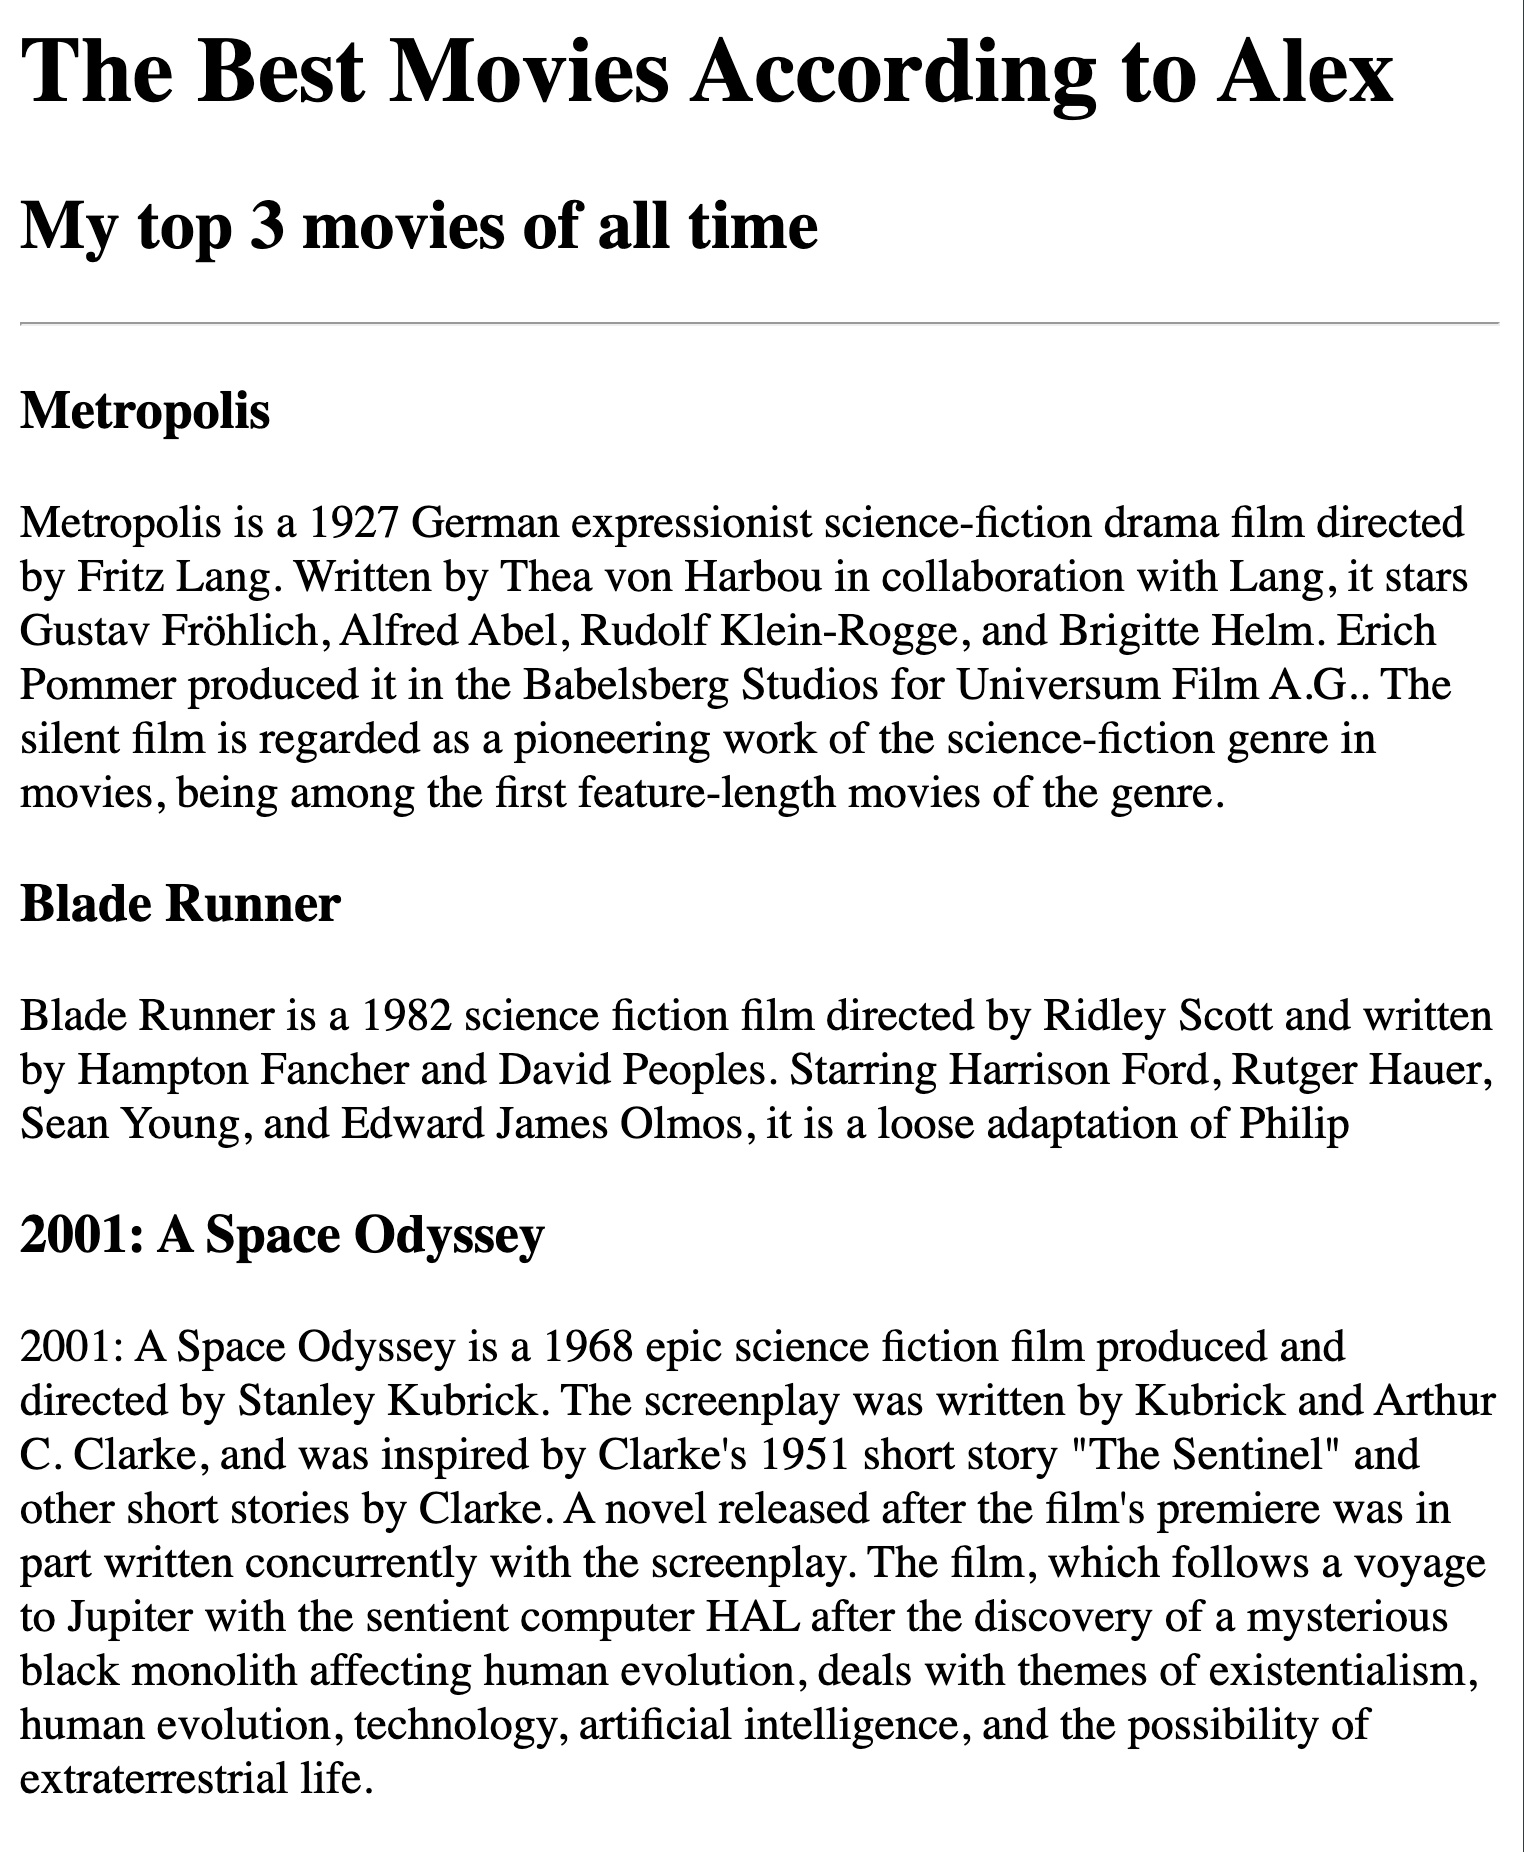 The Best Movies According to Alex
My top 3 movies of all time
Metropolis
Metropolis is a 1927 German expressionist science-fiction drama film directed
by Fritz Lang. Written by Thea von Harbou in collaboration with Lang, it stars
Gustav Fröhlich, Alfred Abel, Rudolf Klein-Rogge, and Brigitte Helm. Erich
Pommer produced it in the Babelsberg Studios for Universum Film A.G.. The
silent film is regarded as a pioneering work of the science-fiction genre in
movies, being among the first feature-length movies of the genre.
Blade Runner
Blade Runner is a 1982 science fiction film directed by Ridley Scott and written
by Hampton Fancher and David Peoples. Starring Harrison Ford, Rutger Hauer,
Sean Young, and Edward James Olmos, it is a loose adaptation of Philip
2001: A Space Odyssey
2001: A Space Odyssey is a 1968 epic science fiction film produced and
directed by Stanley Kubrick. The screenplay was written by Kubrick and Arthur
C. Clarke, and was inspired by Clarke's 1951 short story "The Sentinel" and
other short stories by Clarke. A novel released after the film's premiere was in
part written concurrently with the screenplay. The film, which follows a voyage
to Jupiter with the sentient computer HAL after the discovery of a mysterious
black monolith affecting human evolution, deals with themes of existentialism,
human evolution, technology, artificial intelligence, and the possibility of
extraterrestrial life.